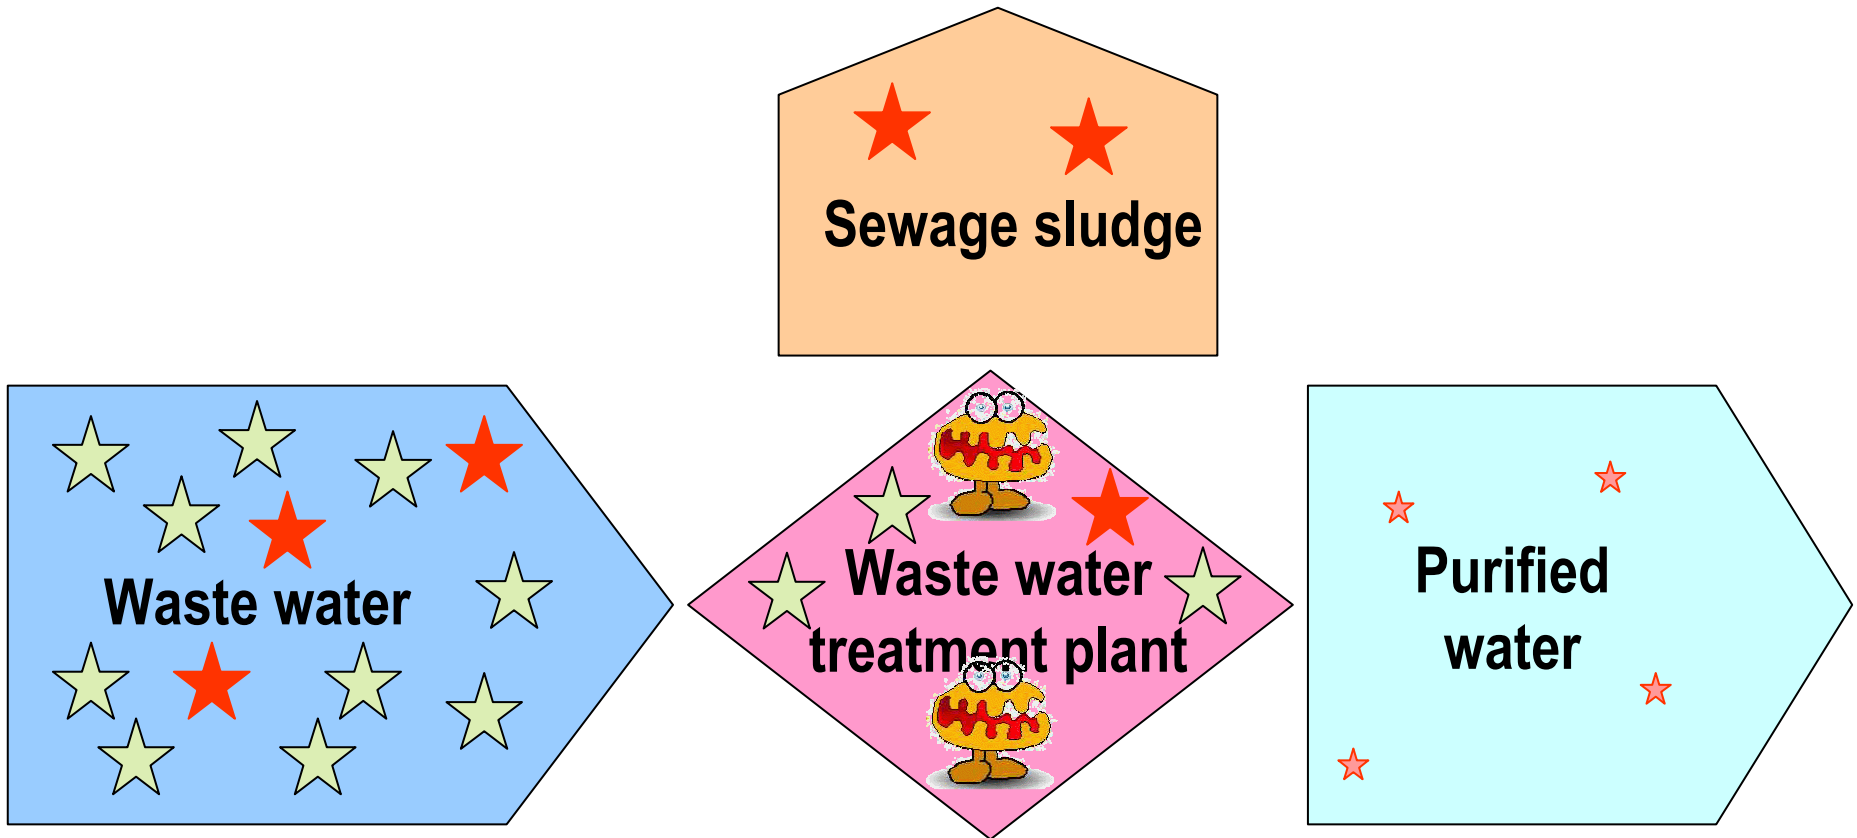 Sewage sludge
Waste water
Waste water
treatment plant
Purified
water